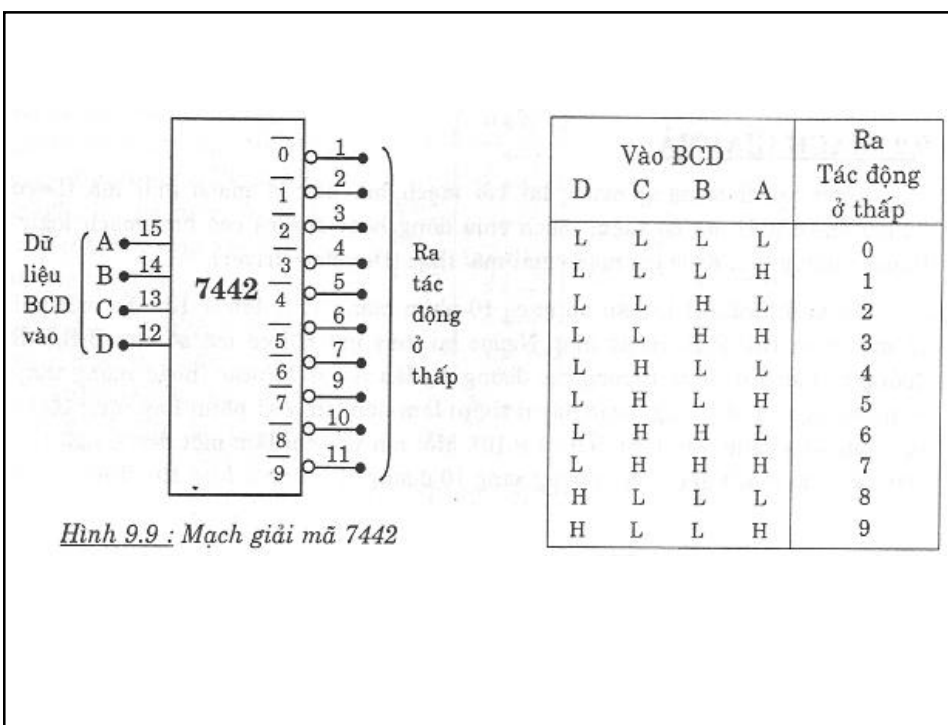 Dữ
liệu
BCD
vào
A 15
B 14
C 13
D 12
7442
0 1
1 2
2 3
3 4
4 5
5 6
6 7
7 9
8 10
9 11
Ra
tác
động
ở
thấp
Hình 9.9 : Mạch giải mã 7442
Vào BCD
D C B A
Ra
Tác động
ở thấp
L L L L 0
L L L H 1
L L H L 2
L L H H 3
L H L L 4
L H L H 5
L H H L 6
L H H H 7
H L L L 8
H L L H 9